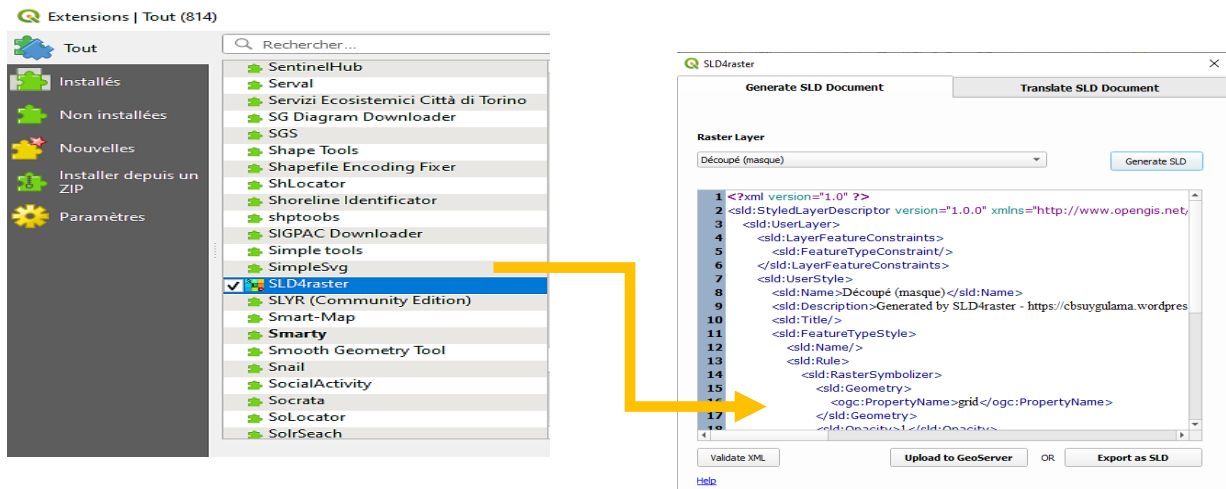 Extensions | Tout (814)
Tout
Installés
Non installées
Nouvelles
Installer depuis un
ZIP
Paramètres
Rechercher...
SentinelHub
Serval
Servizi Ecosistemici Città di Torino
SG Diagram Downloader
SGS
Shape Tools
Shapefile Encoding Fixer
ShLocator
Shoreline Identificator
shptoobs
SIGPAC Downloader
Simple tools
SimpleSvg
SLD4raster
SLYR (Community Edition)
Smart-Map
Smarty
Smooth Geometry Tool
Snail
SocialActivity
Socrata
SoLocator
SolrSeach
SLD4raster
Generate SLD Document
Translate SLD Document
Raster Layer
Découpé (masque)
Generate SLD
1 <?xml version="1.0" ?>
2 <sld:StyledLayerDescriptor version="1.0.0" xmlns="http://www.opengis.net/
3 <sld:UserLayer>
4 <sld:LayerFeatureConstraints>
5 <sld:FeatureTypeConstraint/>
6 </sld:LayerFeatureConstraints>
7 <sld:UserStyle>
8 <sld:Name>Découpé (masque)</sld:Name>
9 <sld:Description>Generated by SLD4raster - https://cbsuygulama.wordpres
10 <sld:Title/>
11 <sld:FeatureTypeStyle>
12 <sld:Name/>
13 <sld:Rule>
14 <sld:RasterSymbolizer>
15 <sld:Geometry>
16 <ogc:PropertyName>grid</ogc:PropertyName>
17 </sld:Geometry>
18 <sld:Opacity>1</sld:Opacity>
Validate XML
Upload to GeoServer
OR
Export as SLD
Help